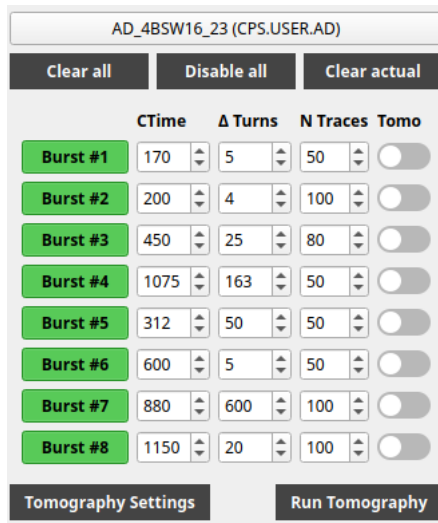 AD_4BSW16_23 (CPS.USER.AD)
Clear all Disable all Clear actual
CTime Δ Turns N Traces Tomo
Burst #1 170 5 50
Burst #2 200 4 100
Burst #3 450 25 80
Burst #4 1075 163 50
Burst #5 312 50 50
Burst #6 600 5 50
Burst #7 880 600 100
Burst #8 1150 20 100
Tomography Settings Run Tomography